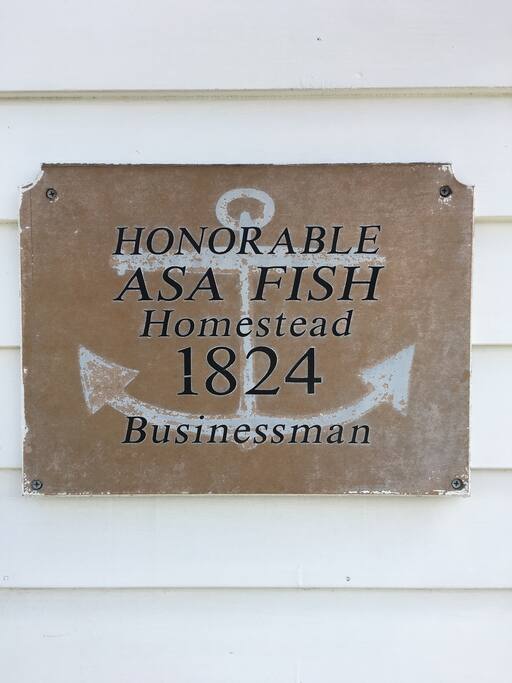 HONORABLE
ASA FISH
Homestead
1824
Businessman